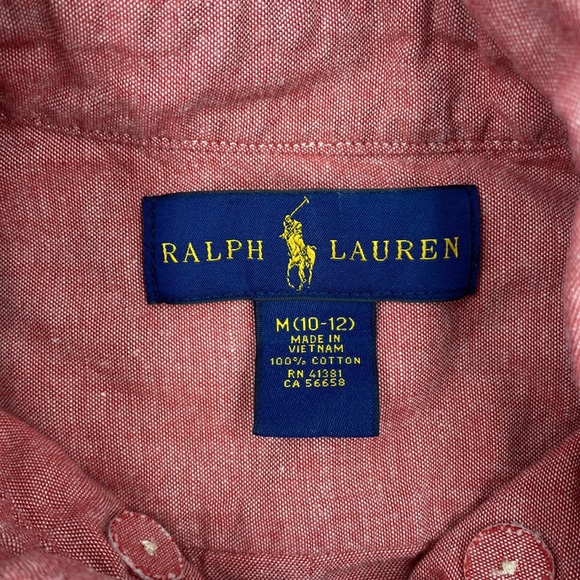 RALPH LAUREN
M(10-12)
MADE IN
VIETNAM
100% COTTON
RN 41381
CA 56658